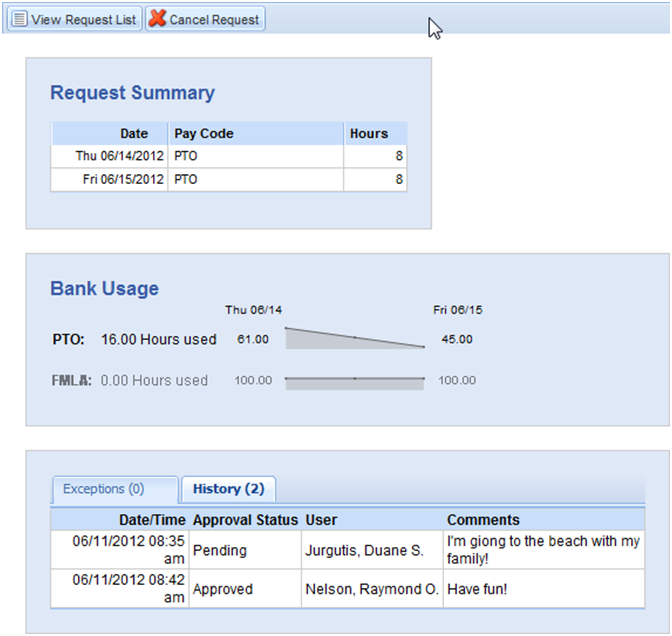 View Request List Cancel Request
Request Summary
Date Pay Code Hours
Thu 06/14/2012 PTO 8
Fri 06/15/2012 PTO 8
Bank Usage
Thu 06/14 Fri 06/15
PTO: 16.00 Hours used 61.00 45.00
FMLA: 0.00 Hours used 100.00 100.00
Exceptions (0) History (2)
Date/Time Approval Status User Comments
06/11/2012 08:35 am Pending Jurgutis, Duane S. I'm giong to the beach with my family!
06/11/2012 08:42 am Approved Nelson, Raymond O. Have fun!